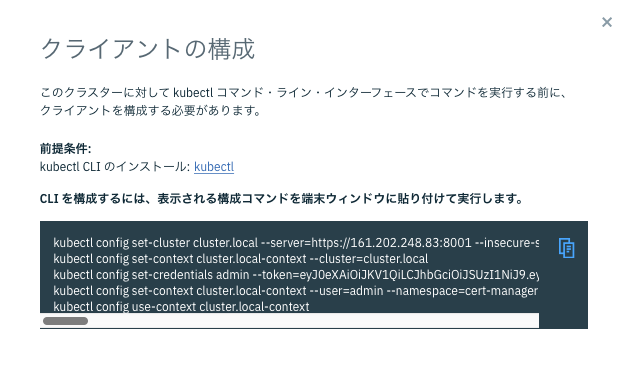 クライアントの構成
このクラスターに対して kubectl コマンド・ライン・インターフェースでコマンドを実行する前に、
クライアントを構成する必要があります。
前提条件:
kubectl CLI のインストール: kubectl
CLI を構成するには、表示される構成コマンドを端末ウィンドウに貼り付けて実行します。
kubectl config set-cluster cluster.local --server=https://161.202.248.83:8001 --insecure-s
kubectl config set-context cluster.local-context --cluster=cluster.local
kubectl config set-credentials admin --token=eyJ0eXAiOiJKV1QiLCJhbGciOiJSUzI1NiJ9.ey
kubectl config set-context cluster.local-context --user=admin --namespace=cert-manager
kubectl config use-context cluster.local-context